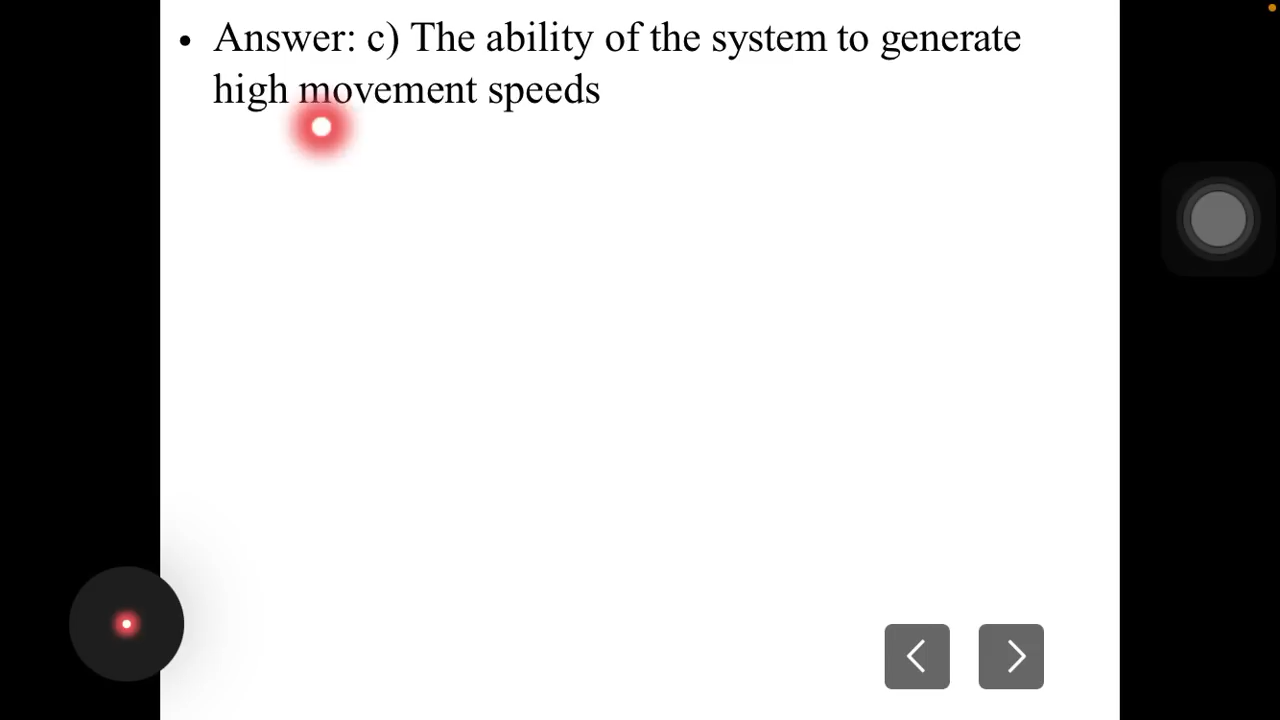 • Answer: c) The ability of the system to generate
high movement speeds